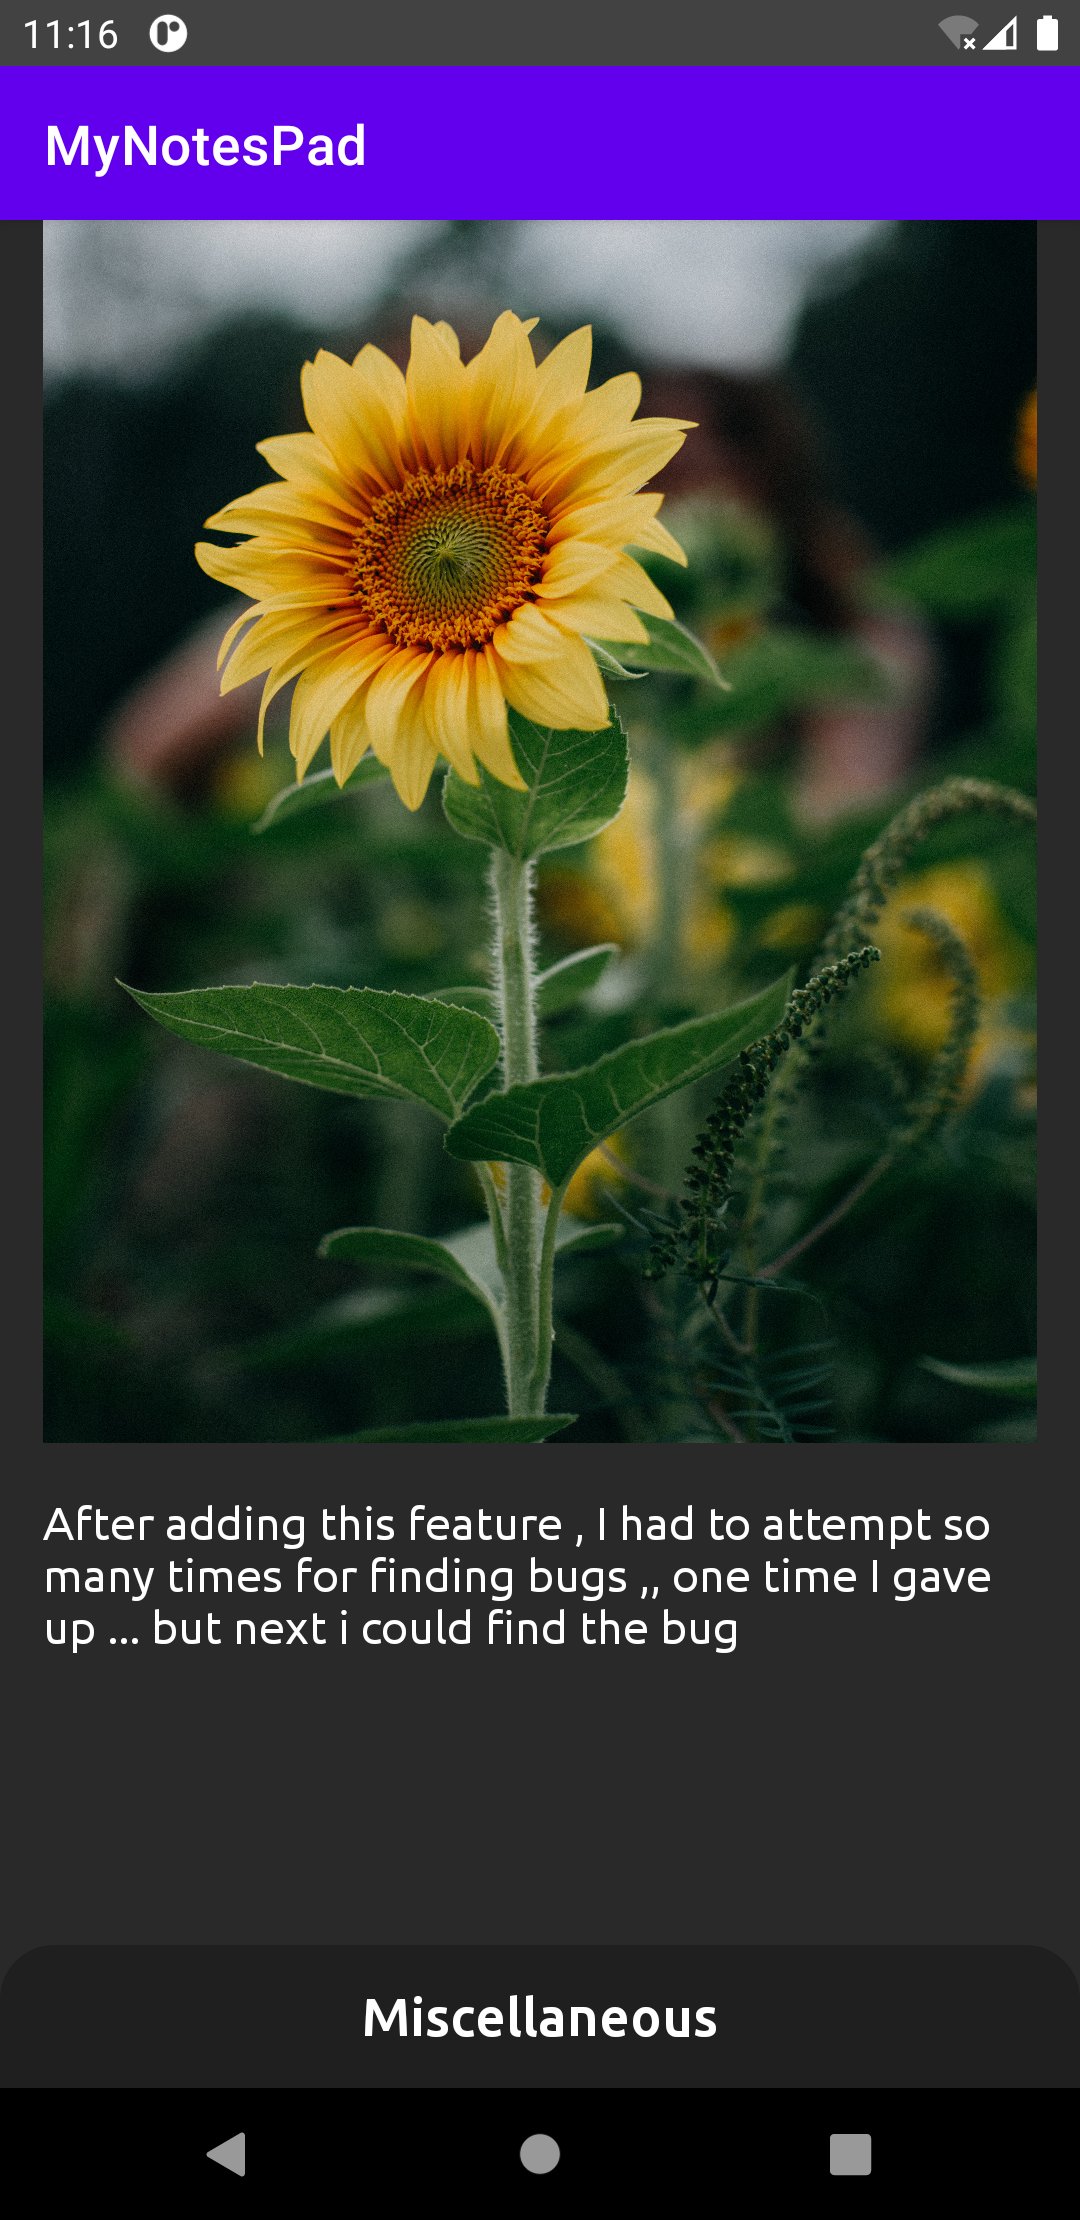 11:16
MyNotesPad
After adding this feature , I had to attempt so
many times for finding bugs ,, one time I gave
up ... but next i could find the bug
Miscellaneous